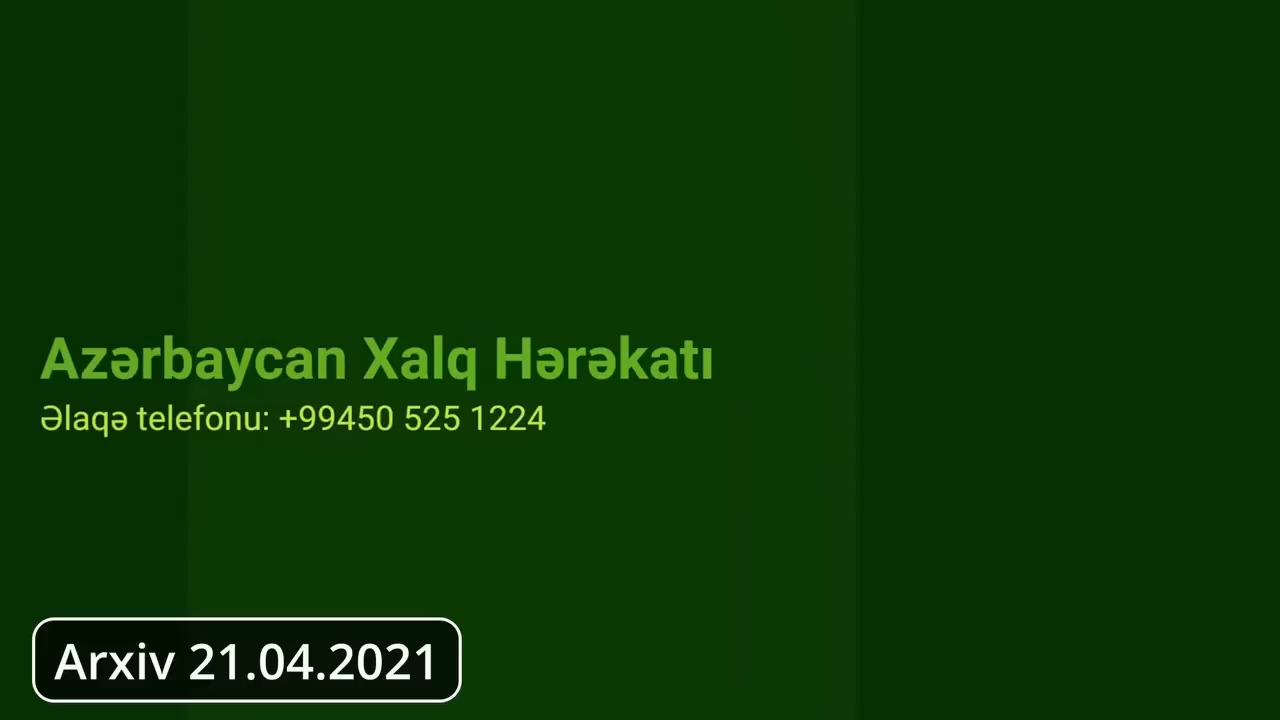 Azərbaycan Xalq Hərəkatı
Əlaqə telefonu: +99450 525 1224
Arxiv 21.04.2021